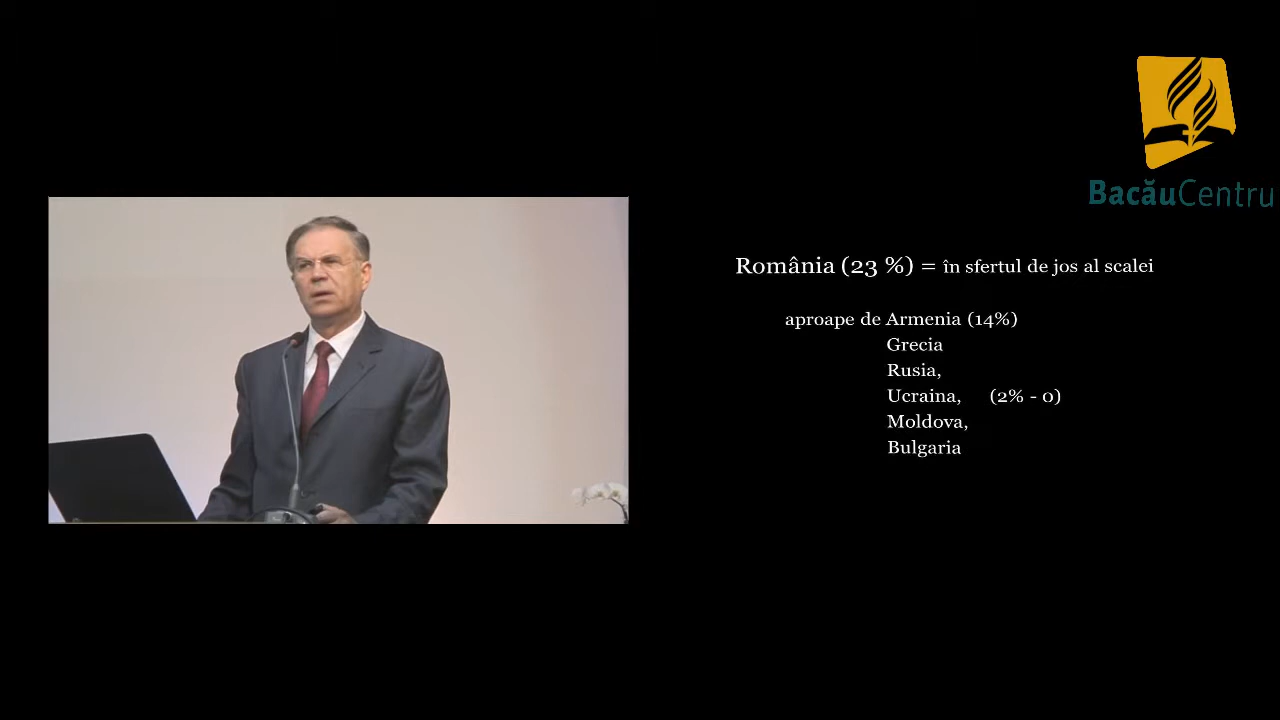 BacăuCentru
România (23 %) = în sfertul de jos al scalei
aproape de Armenia (14%)
Grecia
Rusia,
Ucraina, (2% - 0)
Moldova,
Bulgaria